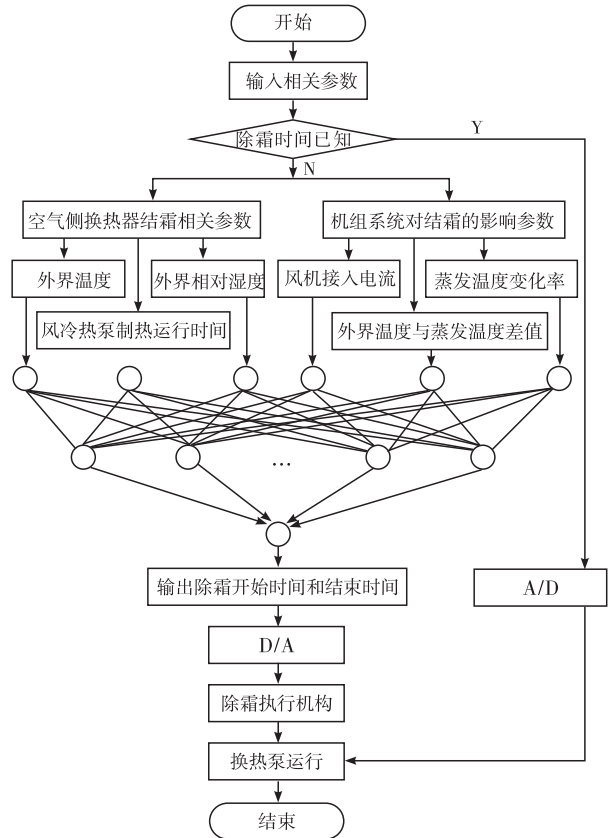 开始
输入相关参数
除霜时间已知
Y
N
空气侧换热器结霜相关参数
机组系统对结霜的影响参数
外界温度
外界相对湿度
风机接入电流
蒸发温度变化率
风冷热泵制热运行时间
外界温度与蒸发温度差值
…
输出除霜开始时间和结束时间
A/D
D/A
除霜执行机构
换热泵运行
结束